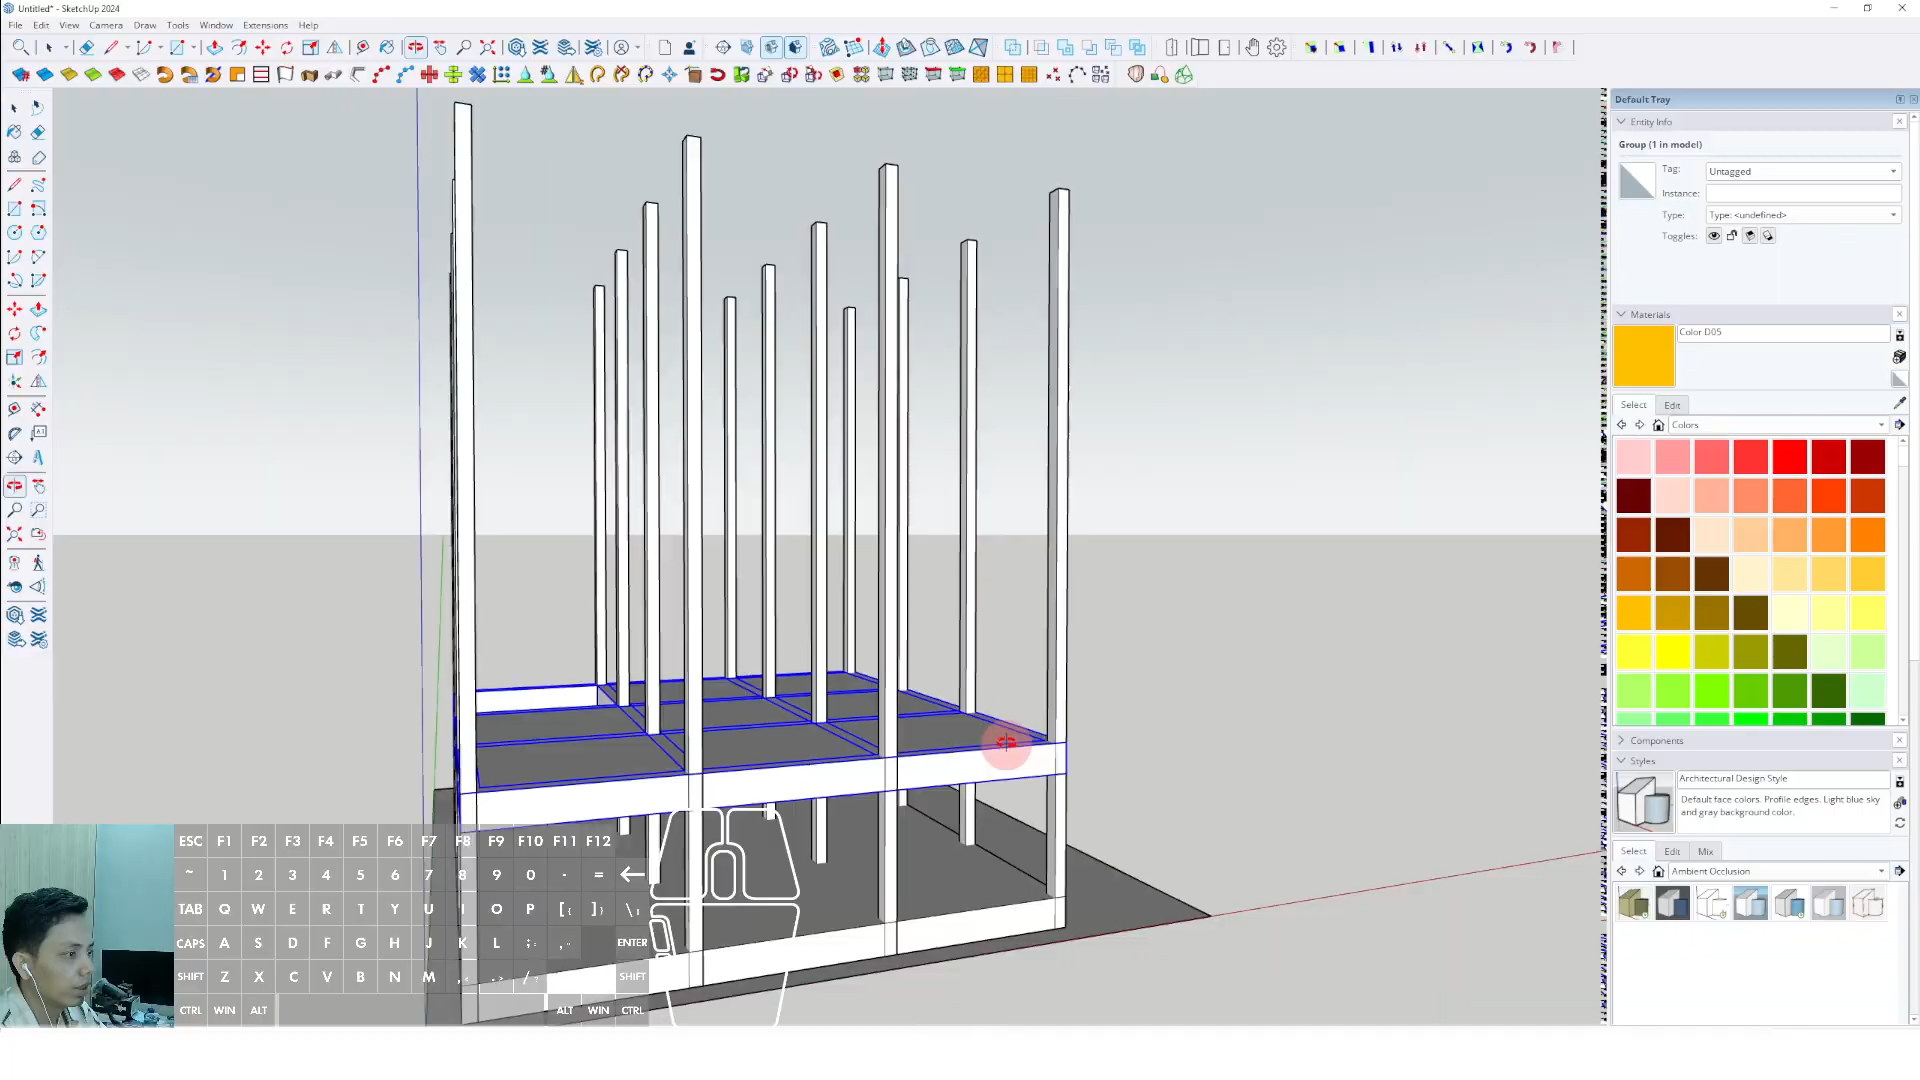 Untitled* - SketchUp 2024
File Edit View Camera Draw Tools Window Extensions Help
Default Tray
Entity Info
Group (1 in model)
Tag: Untagged
Instance:
Type: Type: <undefined>
Toggles:
Materials
Color D05
Select Edit
Colors
Components
Styles
Architectural Design Style
Default face colors. Profile edges. Light blue sky
and gray background color.
Select Edit Mix
Ambient Occlusion
ESC F1 F2 F3 F4 F5 F6 F7 F8 F9 F10 F11 F12
~ 1 2 3 4 5 6 7 8 9 0 - =
TAB Q W E R T Y U I O P [{ ]} \
CAPS A S D F G H J K L ;: ,. ENTER
SHIFT Z X C V B N M ,< .> /? SHIFT
CTRL WIN ALT ALT WIN CTRL